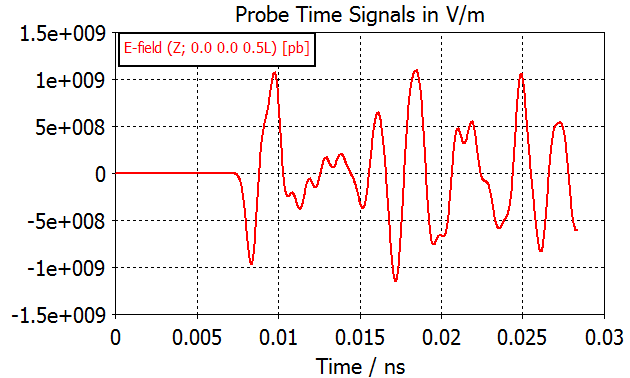 Probe Time Signals in V/m
1.5e+009
E-field (Z; 0.0 0.0 0.5L) [pb]
1e+009
5e+008
0
-5e+008
-1e+009
-1.5e+009
0 0.005 0.01 0.015 0.02 0.025 0.03
Time / ns